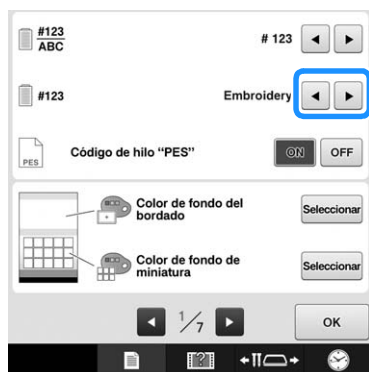 #123
ABC
# 123
#123
Embroidery
PES
Código de hilo “PES”
ON
OFF
Color de fondo del
bordado
Seleccionar
Color de fondo de
miniatura
Seleccionar
1/7
OK